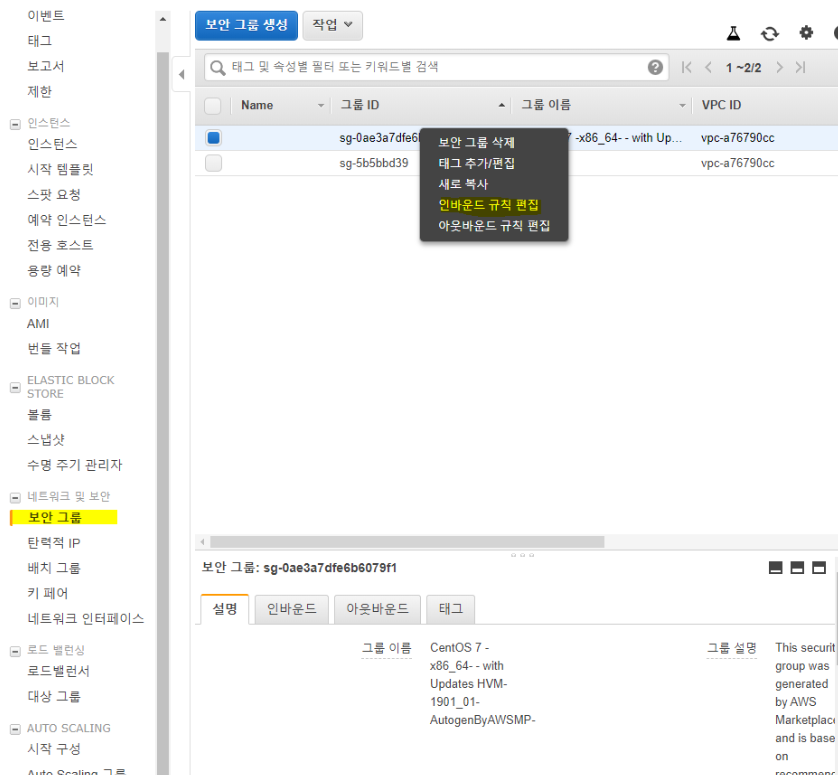 이벤트
태그
보고서
제한
인스턴스
인스턴스
시작 템플릿
스팟 요청
예약 인스턴스
전용 호스트
용량 예약
이미지
AMI
번들 작업
ELASTIC BLOCK
STORE
볼륨
스냅샷
수명 주기 관리자
네트워크 및 보안
보안 그룹
탄력적 IP
배치 그룹
키 페어
네트워크 인터페이스
로드 밸런싱
로드밸런서
대상 그룹
AUTO SCALING
시작 구성
Auto Scaling 그룹
보안 그룹 생성 작업
태그 및 속성별 필터 또는 키워드별 검색 1~2/2
Name 그룹 ID 그룹 이름 VPC ID
sg-0ae3a7dfe6 -x86_64- - with Up... vpc-a76790cc
sg-5b5bbd39 vpc-a76790cc
보안 그룹 삭제
태그 추가/편집
새로 복사
인바운드 규칙 편집
아웃바운드 규칙 편집
보안 그룹: sg-0ae3a7dfe6b6079f1
설명 인바운드 아웃바운드 태그
그룹 이름 CentOS 7 -
x86_64- - with
Updates HVM-
1901_01-
AutogenByAWSMP-
그룹 설명 This securit
group was
generated
by AWS
Marketplace
and is base
on
recommend